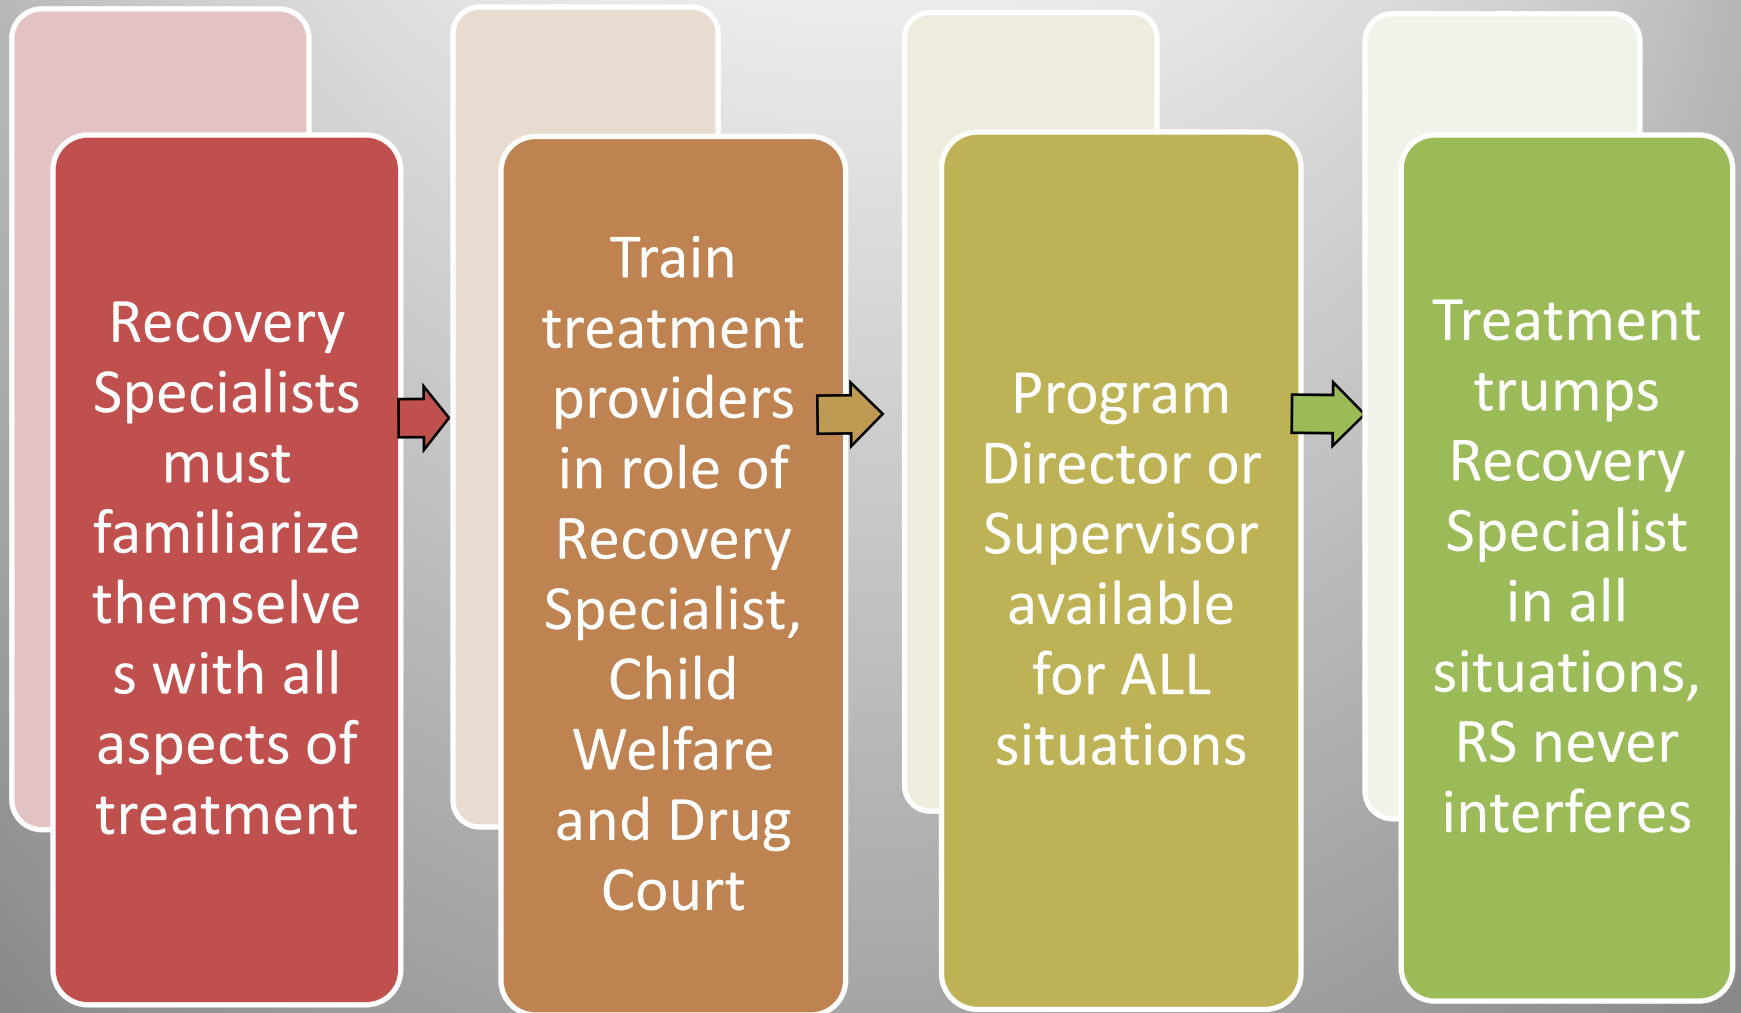 Recovery
Specialists
must
familiarize
themselve
s with all
aspects of
treatment
Train
treatment
providers
in role of
Recovery
Specialist,
Child
Welfare
and Drug
Court
Program
Director or
Supervisor
available
for ALL
situations
Treatment
trumps
Recovery
Specialist
in all
situations,
RS never
interferes